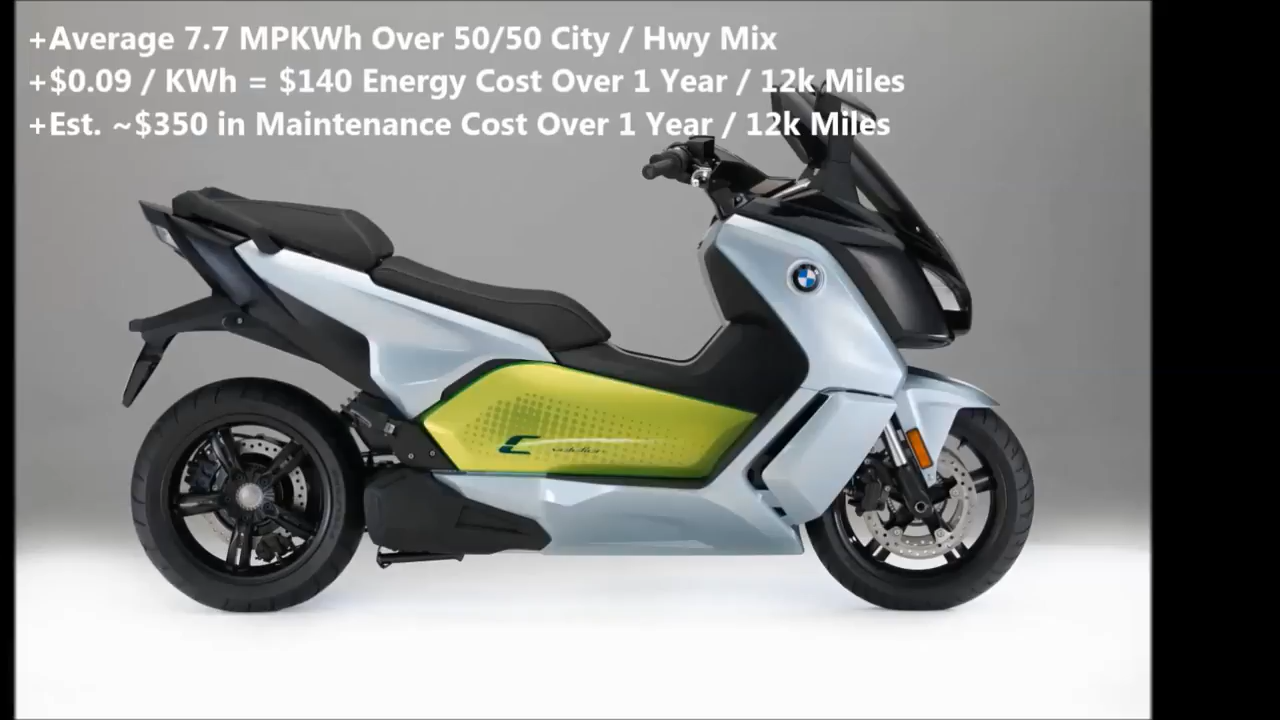 +Average 7.7 MPKWh Over 50/50 City / Hwy Mix
+$0.09 / KWh = $140 Energy Cost Over 1 Year / 12k Miles
+Est. ~$350 in Maintenance Cost Over 1 Year / 12k Miles
BMW
C